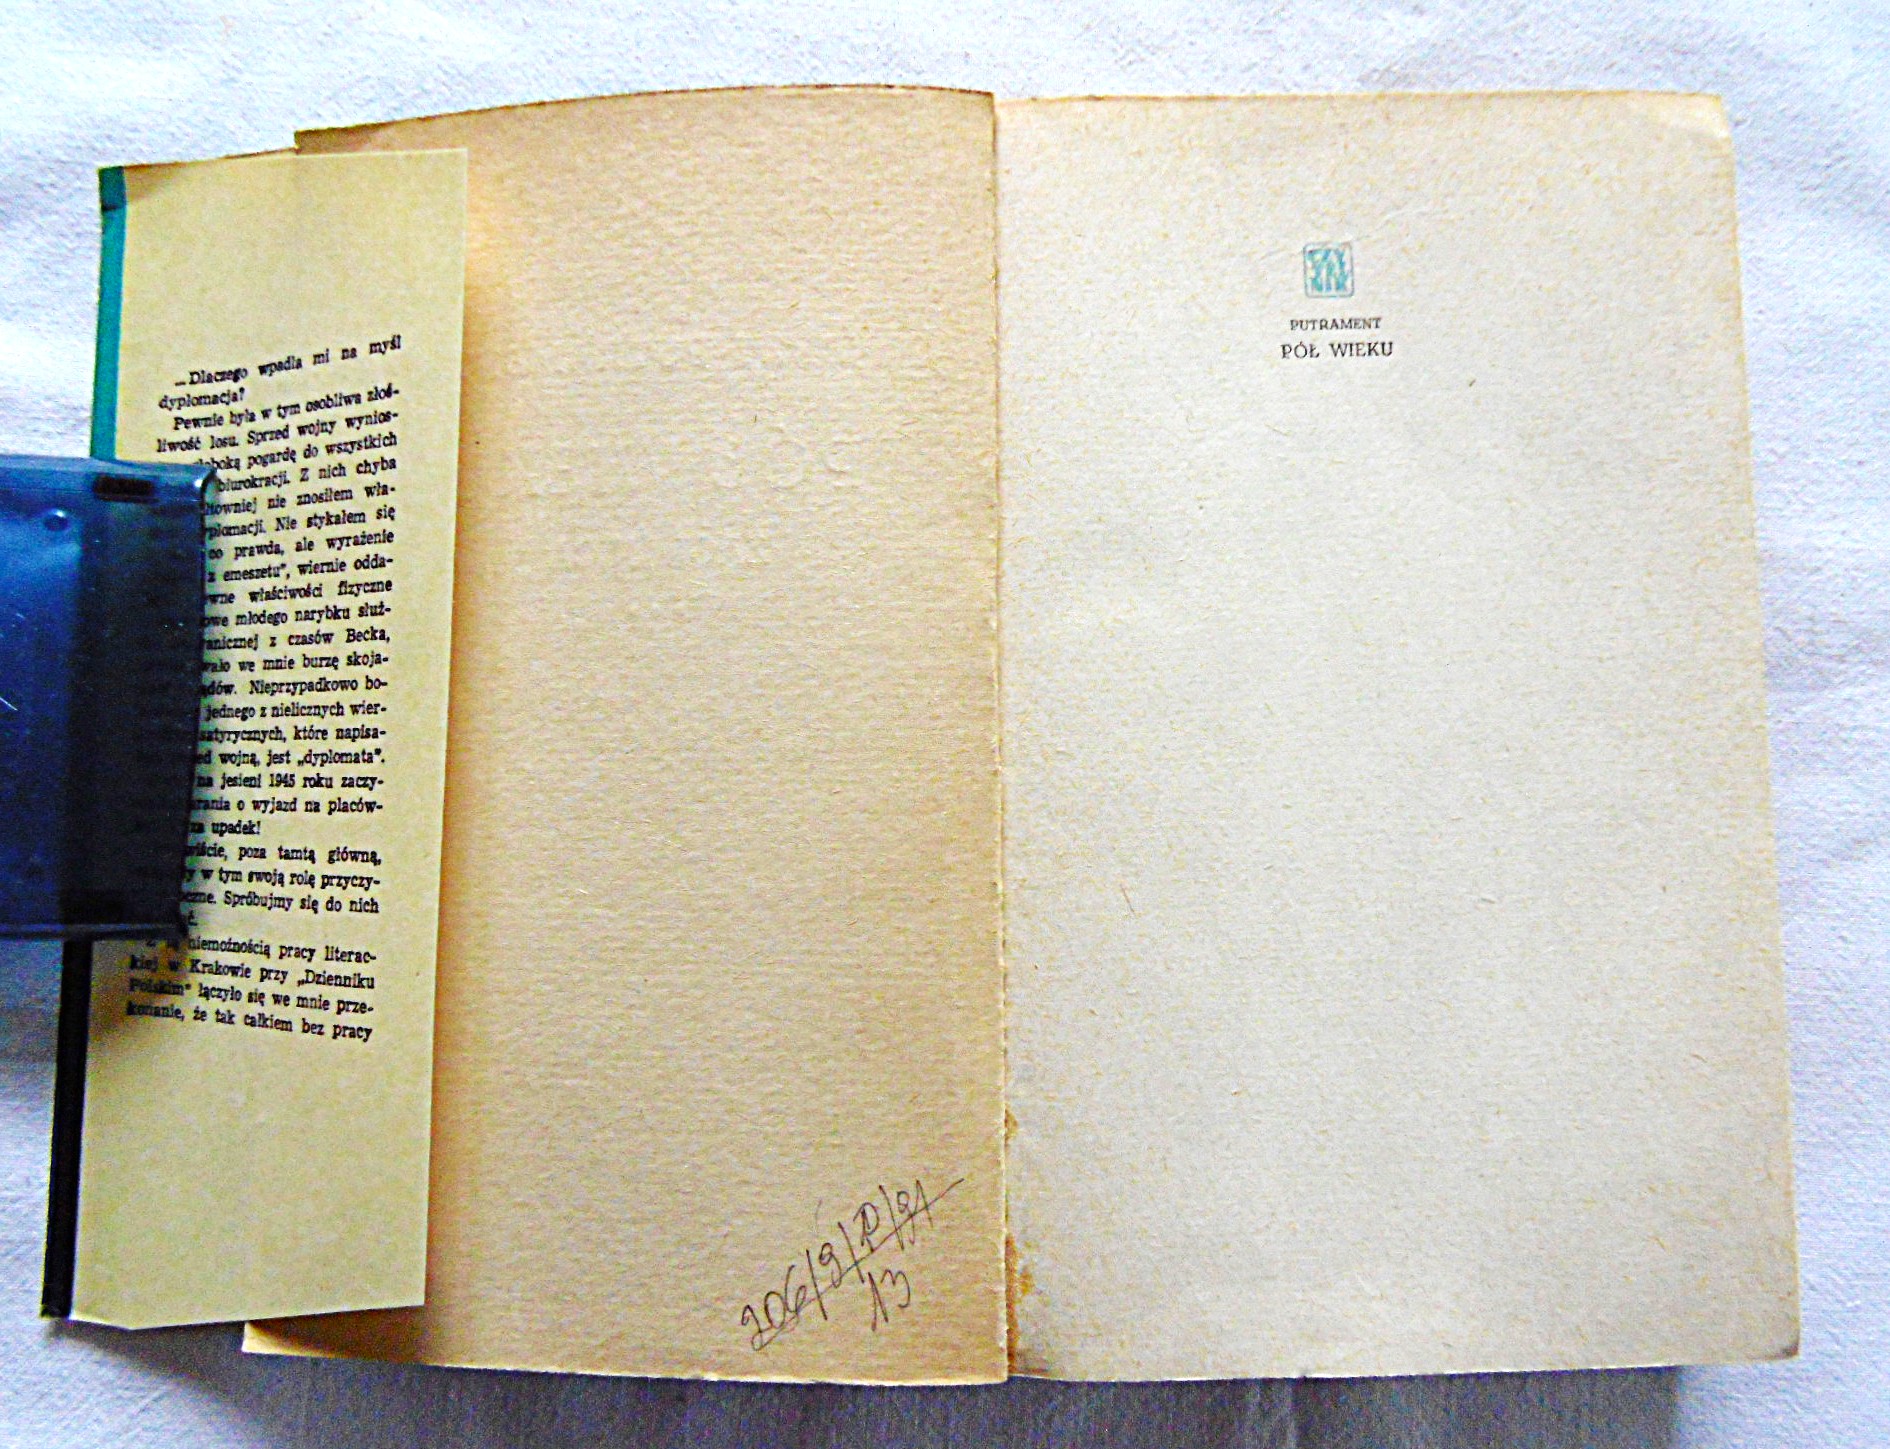 — Dlaczego wpadła mi na myśl
dyplomacja?
Pewnie była w tym osobliwa złoś-
liwość losu. Sprzed wojny wynios-
pogardę do wszystkich
biurokracji. Z nich chyba
nie znosiłem wła-
Nie stykałem się
co prawda, ale wyrażenie
z emeszetu", wiernie odda-
właściwości fizyczne
młodego narybku służ-
z czasów Becka,
we mnie burzę skoja-
Nieprzypadkowo bo-
jednego z nielicznych wier-
satyrycznych, które napisa-
wojną, jest „dyplomata".
na jesieni 1945 roku zaczy-
o wyjazd na placów-
upadek!
poza tamtą główną,
w tym swoją rolę przyczy-
Spróbujmy się do nich
niemożnością pracy literac-
kiej w Krakowie przy „Dzienniku
Polskim" łączyło się we mnie prze-
konanie, że tak całkiem bez pracy
206/9/P/91
13
PUTRAMENT
PÓŁ WIEKU